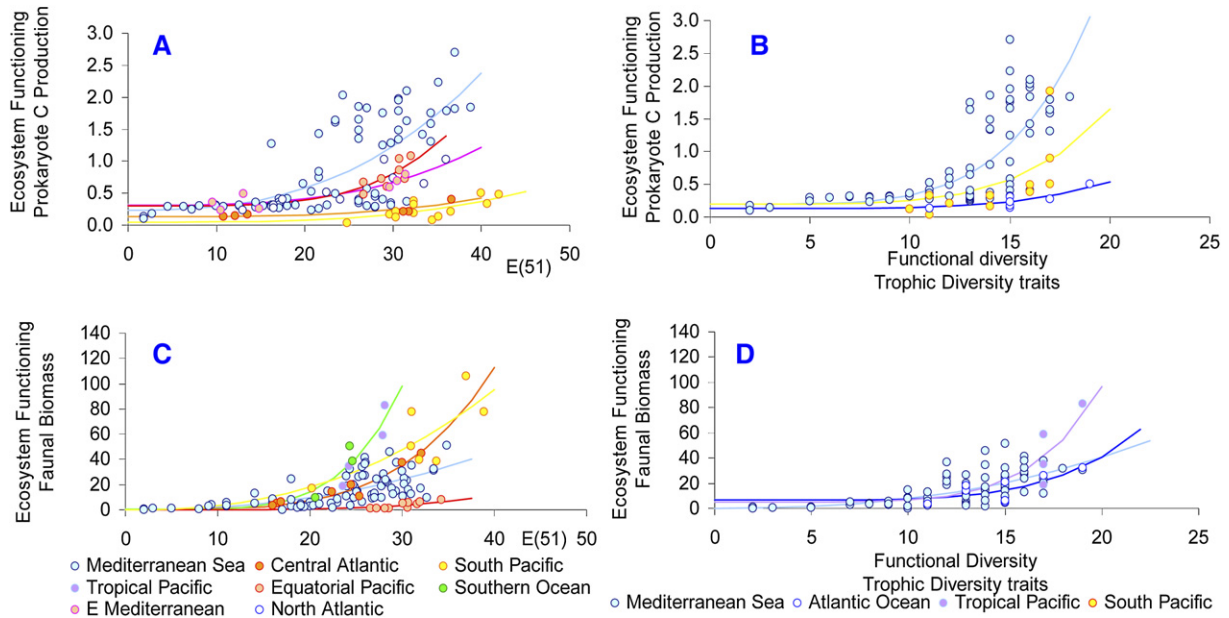 A
Ecosystem Functioning
Prokaryote C Production
3.0
2.5
2.0
1.5
1.0
0.5
0.0
0 10 20 30 40 50
E(51)
B
Ecosystem Functioning
Prokaryote C Production
3.0
2.5
2.0
1.5
1.0
0.5
0.0
0 5 10 15 20 25
Functional diversity
Trophic Diversity traits
C
Ecosystem Functioning
Faunal Biomass
140
120
100
80
60
40
20
0
0 10 20 30 40
E(51)
Mediterranean Sea Central Atlantic South Pacific
Tropical Pacific Equatorial Pacific Southern Ocean
E Mediterranean North Atlantic
D
Ecosystem Functioning
Faunal Biomass
140
120
100
80
60
40
20
0
0 5 10 15 20 25
Functional Diversity
Trophic Diversity traits
Mediterranean Sea Atlantic Ocean Tropical Pacific South Pacific